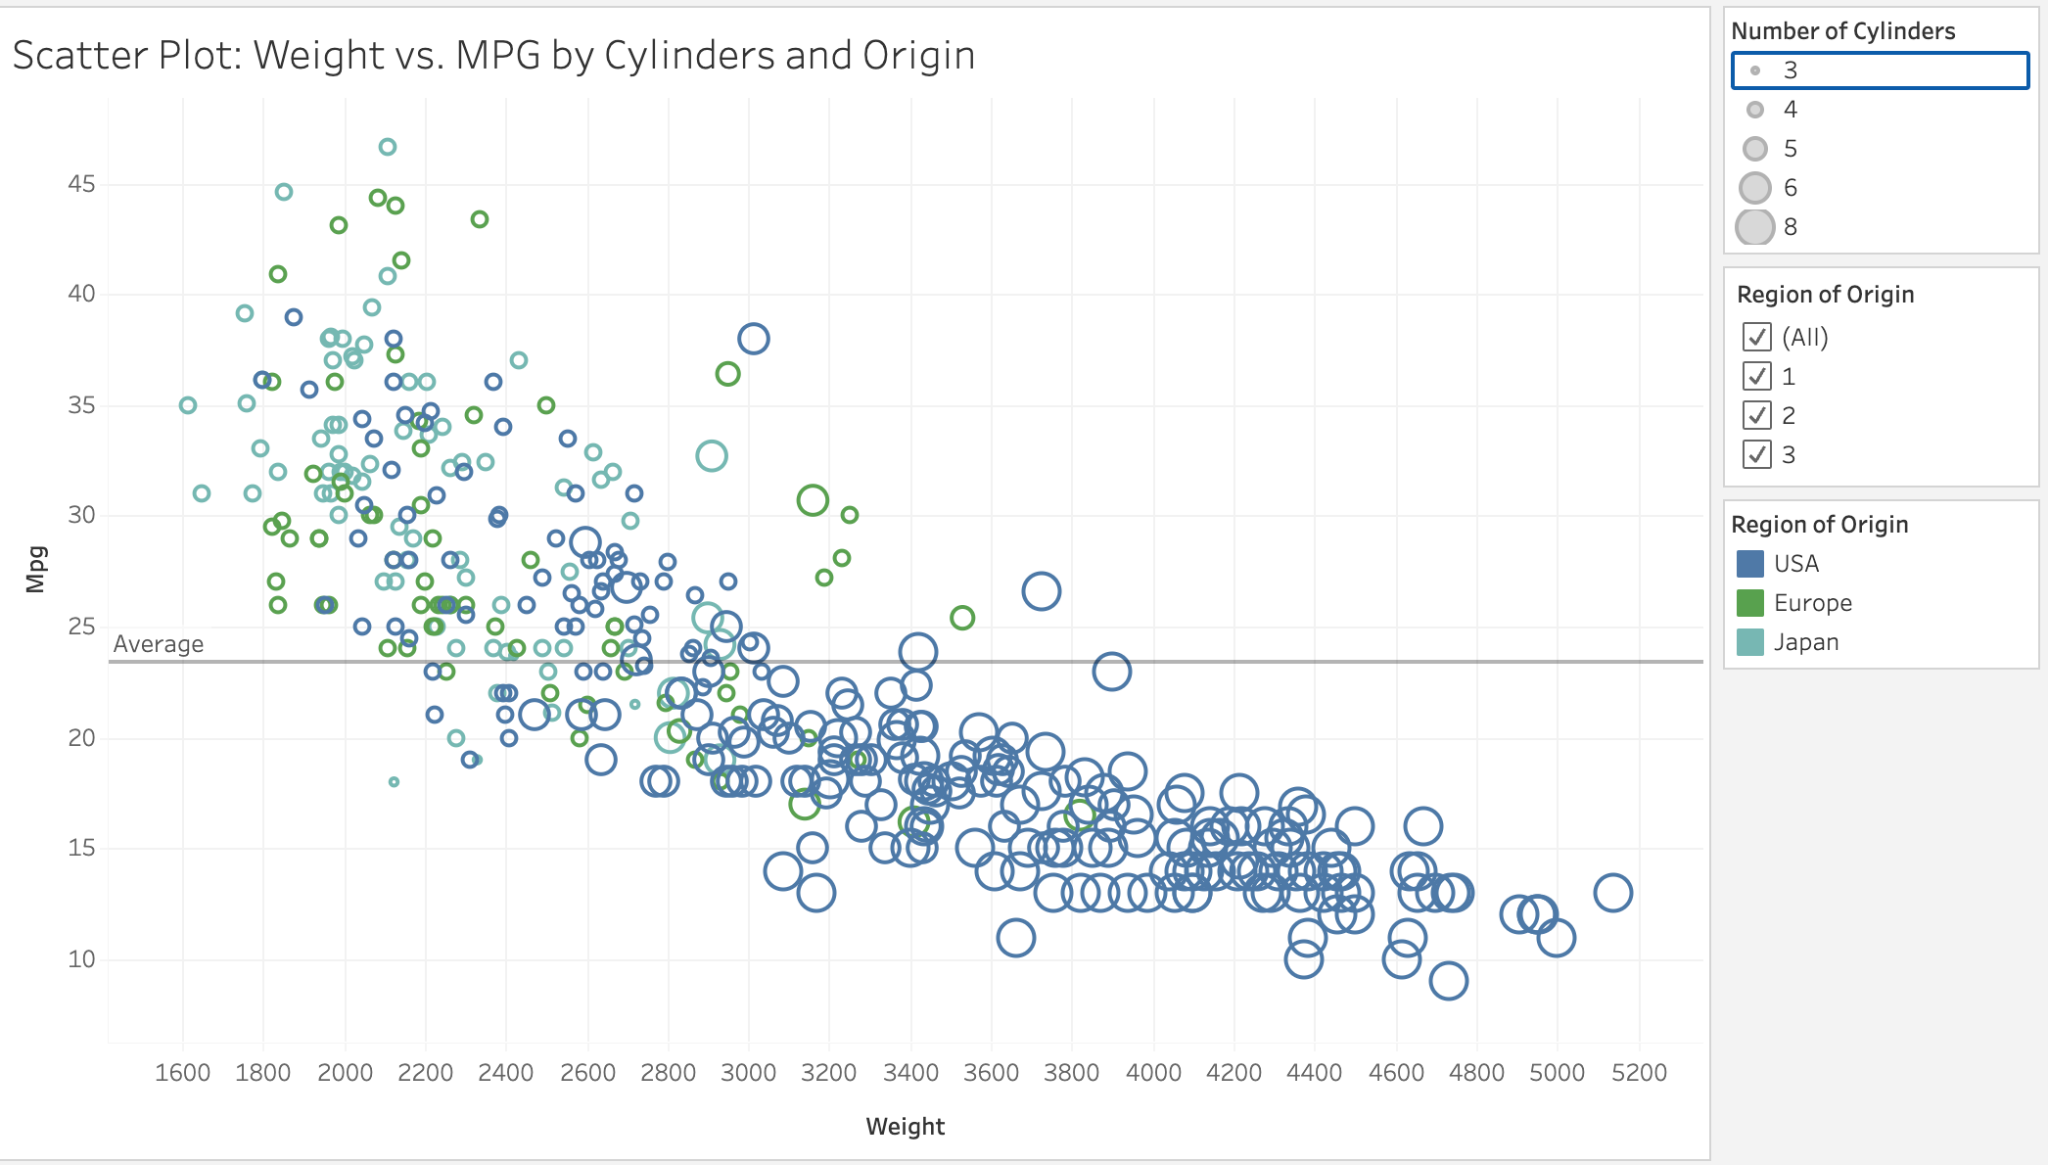 Scatter Plot: Weight vs. MPG by Cylinders and Origin
45
40
35
30
25
20
15
10
Mpg
Average
1600 1800 2000 2200 2400 2600 2800 3000 3200 3400 3600 3800 4000 4200 4400 4600 4800 5000 5200
Weight
Number of Cylinders
3
4
5
6
8
Region of Origin
(All)
1
2
3
Region of Origin
USA
Europe
Japan